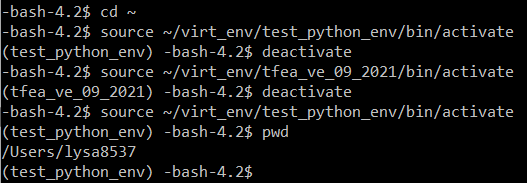 -bash-4.2$ cd ~
-bash-4.2$ source ~/virt_env/test_python_env/bin/activate
(test_python_env) -bash-4.2$ deactivate
-bash-4.2$ source ~/virt_env/tfea_ve_09_2021/bin/activate
(tfea_ve_09_2021) -bash-4.2$ deactivate
-bash-4.2$ source ~/virt_env/test_python_env/bin/activate
(test_python_env) -bash-4.2$ pwd
/Users/lysa8537
(test_python_env) -bash-4.2$